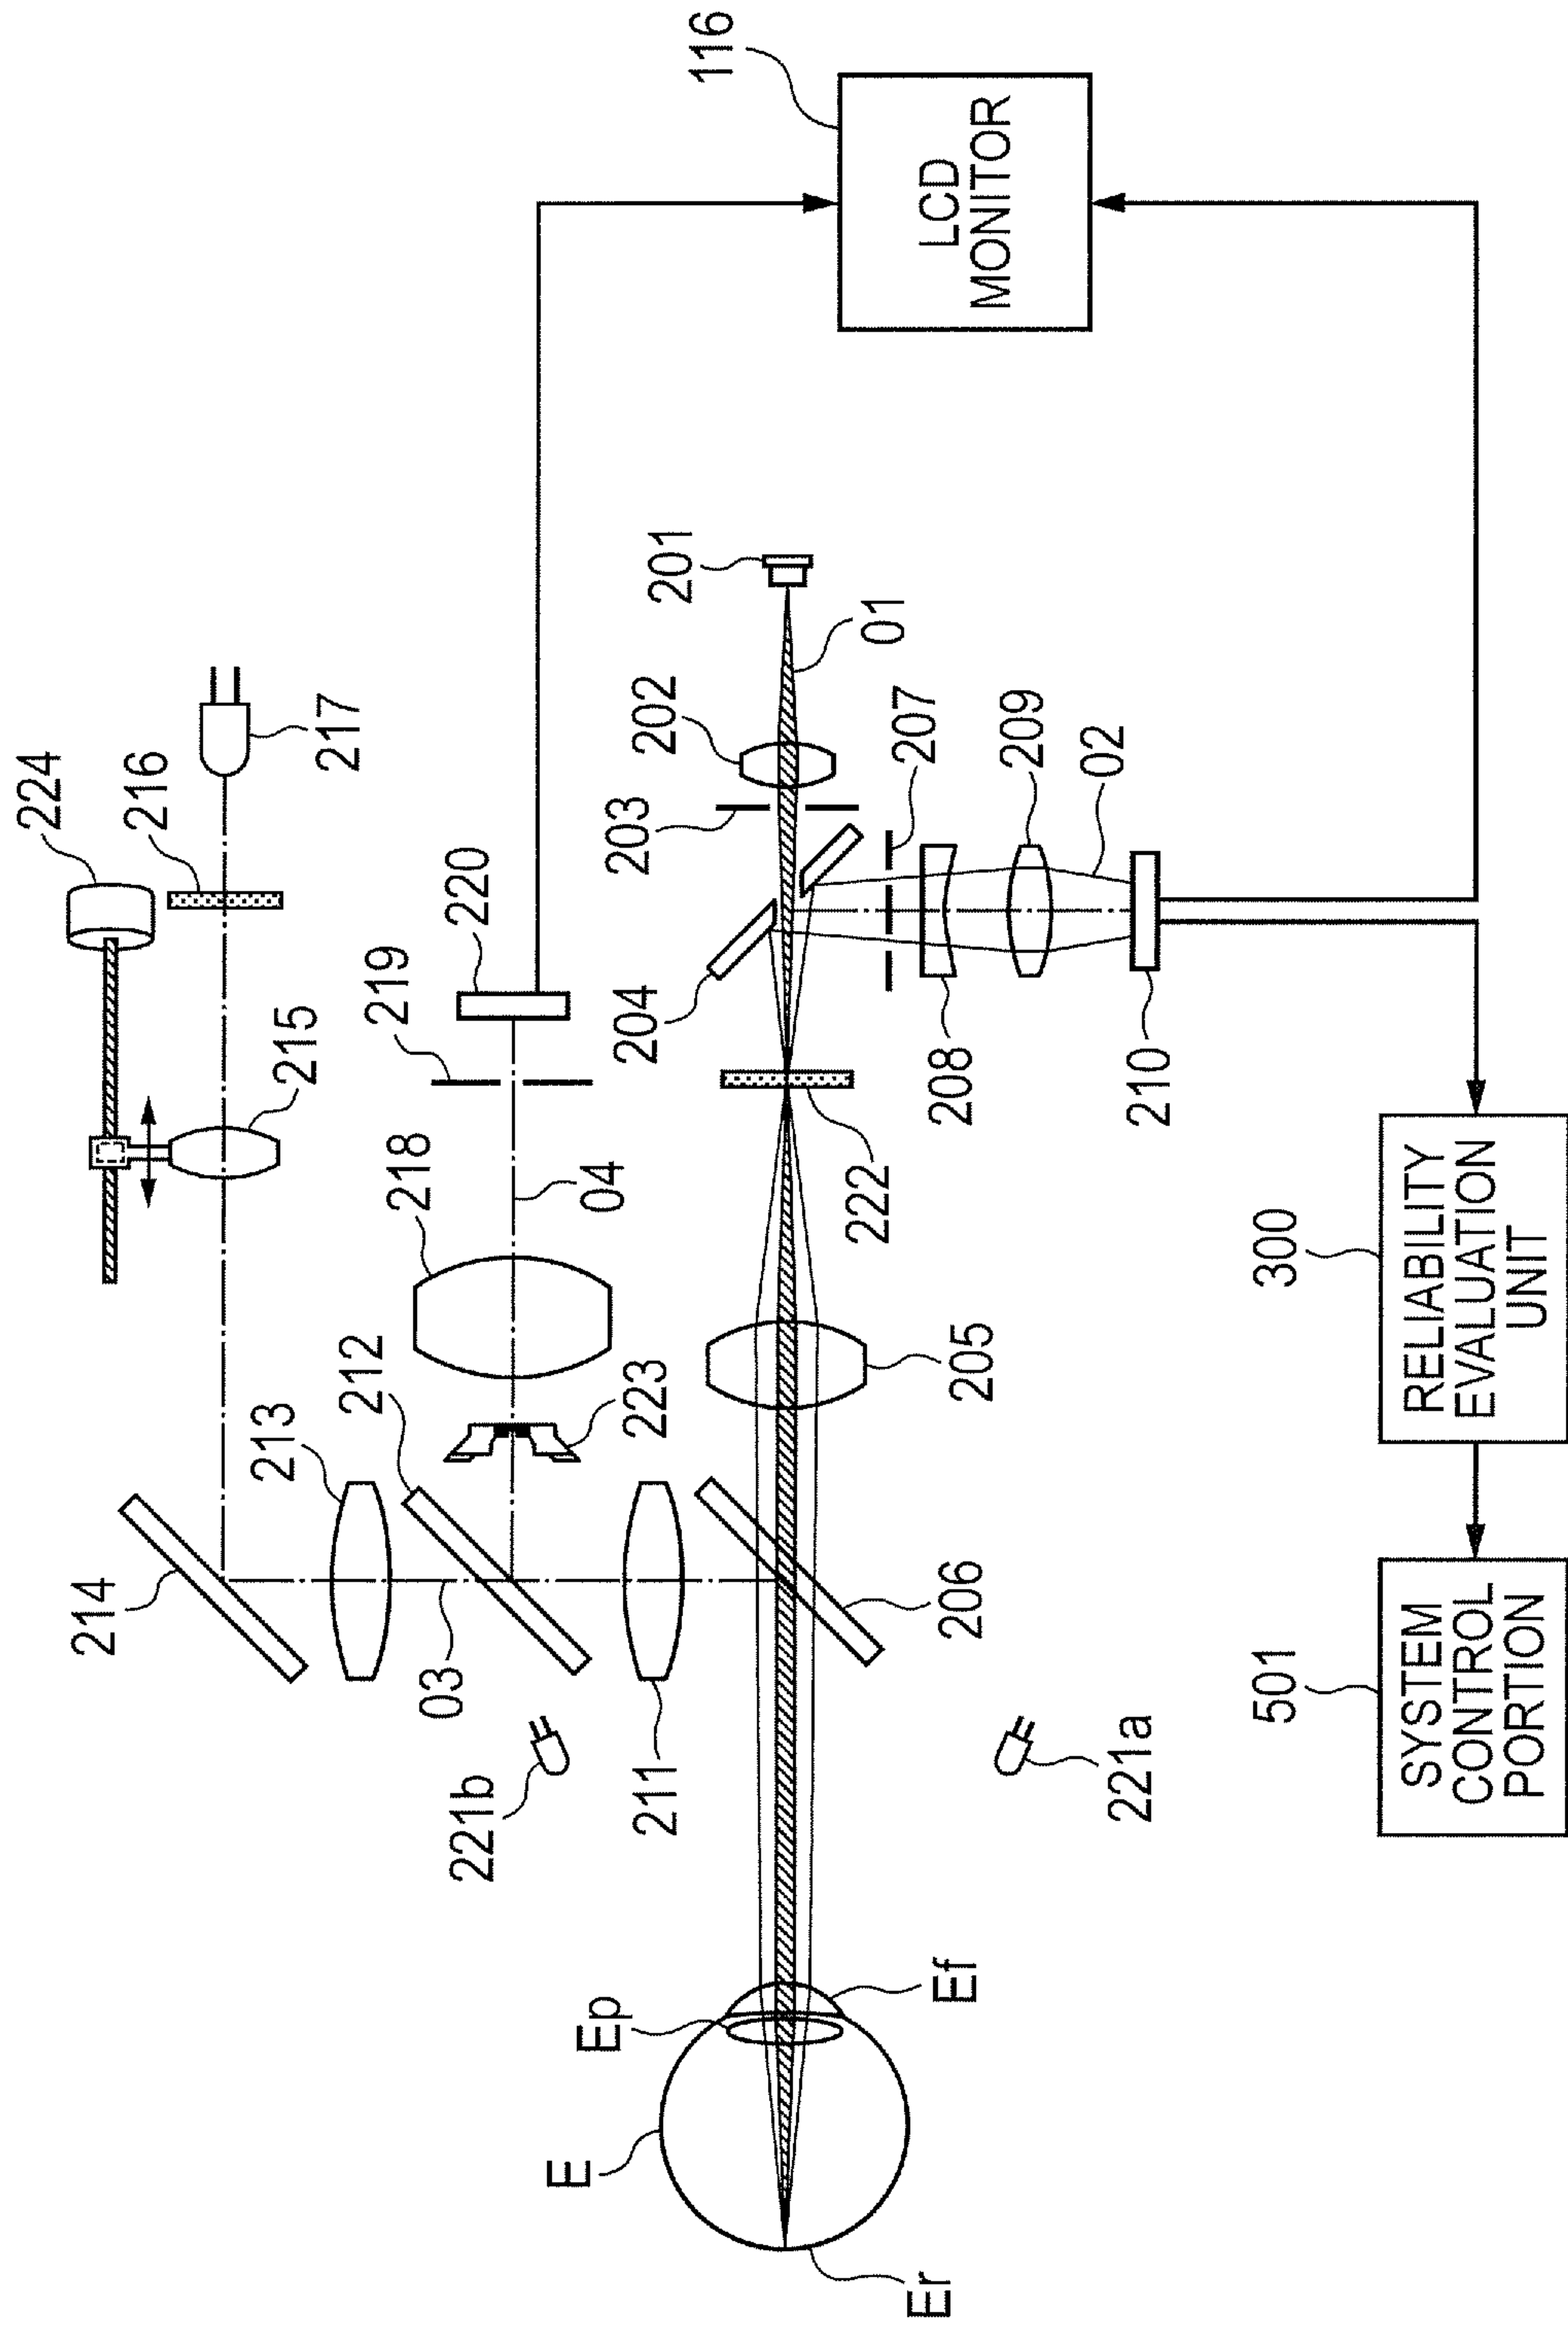 224
216
217
116
LCD
MONITOR
214
213
215
219
220
212
218
03
04
223
201
01
202
203
204
207
209
02
221b
211
206
205
222
208
210
E
Ep
Ef
Er
221a
300
RELIABILITY
EVALUATION
UNIT
501
SYSTEM
CONTROL
PORTION